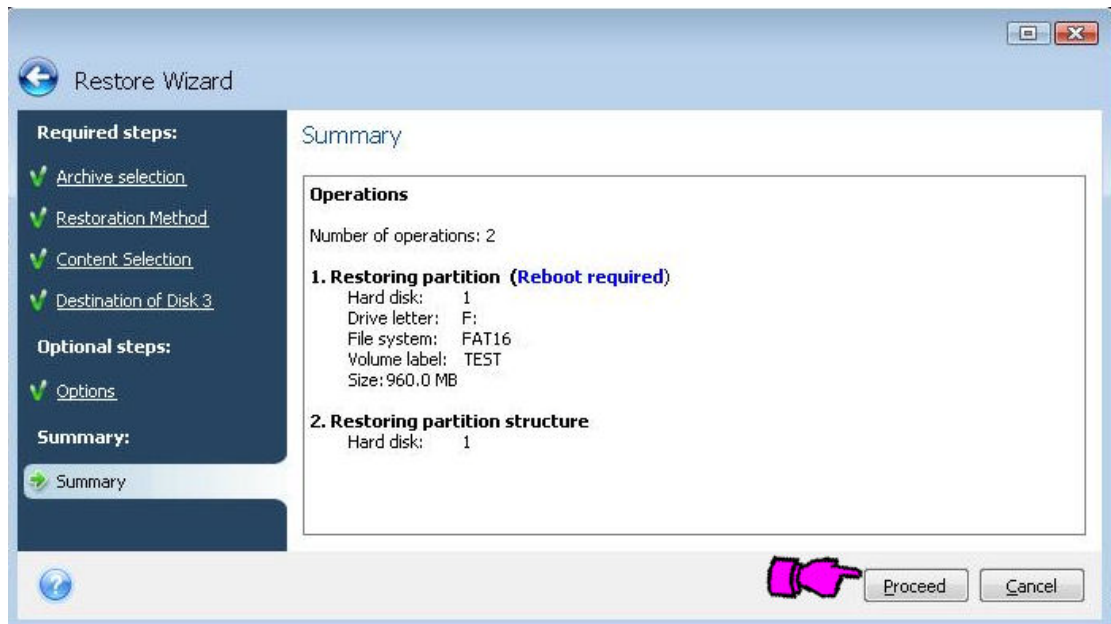 Restore Wizard
Required steps:
Archive selection
Restoration Method
Content Selection
Destination of Disk 3
Optional steps:
Options
Summary:
Summary
Summary
Operations
Number of operations: 2
1. Restoring partition (Reboot required)
Hard disk: 1
Drive letter: F:
File system: FAT16
Volume label: TEST
Size: 960.0 MB
2. Restoring partition structure
Hard disk: 1
?
Proceed
Cancel